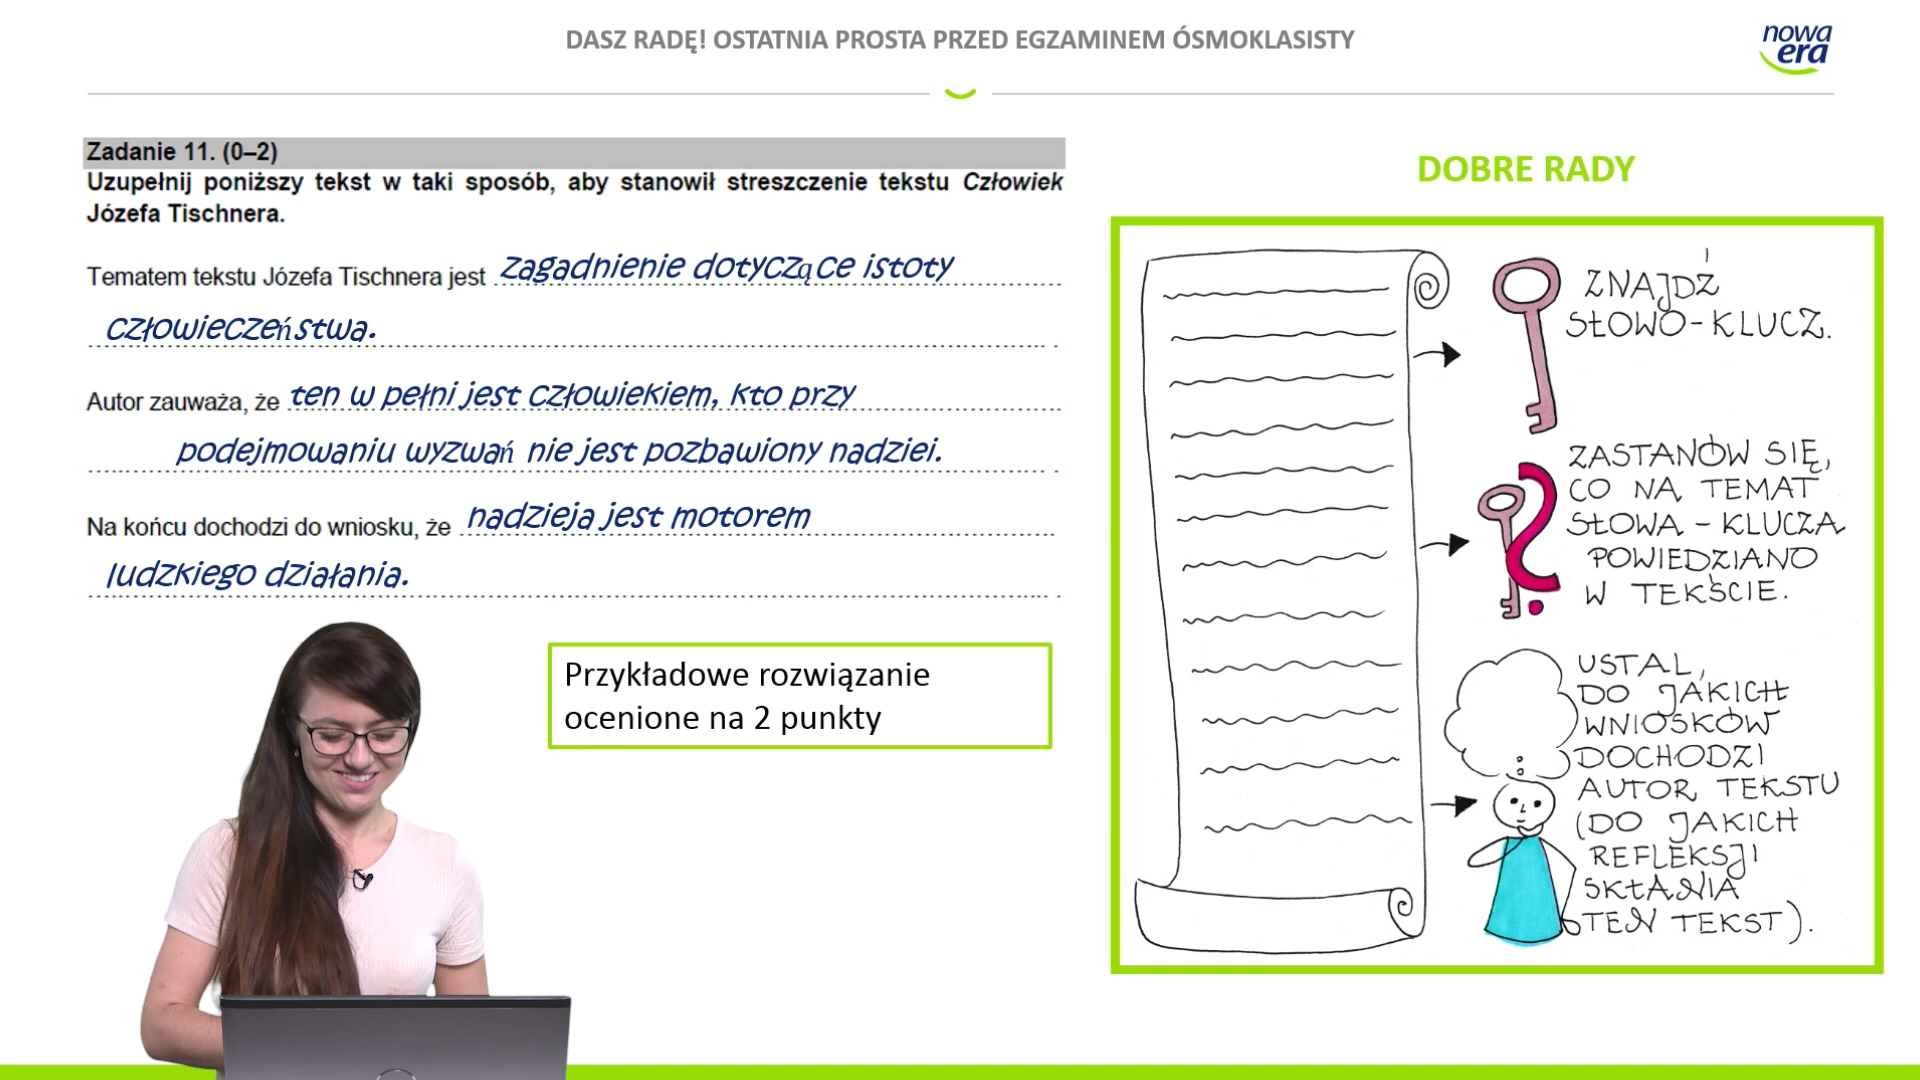 DASZ RADĘ! OSTATNIA PROSTA PRZED EGZAMINEM ÓSMOKLASISTY
nowa
era
Zadanie 11. (0–2)
Uzupełnij poniższy tekst w taki sposób, aby stanowił streszczenie tekstu Człowiek
Józefa Tischnera.
Tematem tekstu Józefa Tischnera jest zagadnienie dotyczące istoty
człowieczeństwa.
Autor zauważa, że ten w pełni jest człowiekiem, kto przy
podejmowaniu wyzwań nie jest pozbawiony nadziei.
Na końcu dochodzi do wniosku, że nadzieja jest motorem
ludzkiego działania.
Przykładowe rozwiązanie
ocenione na 2 punkty
DOBRE RADY
ZNAJDŹ
SŁOWO-KLUCZ.
ZASTANÓW SIĘ,
CO NA TEMAT
SŁOWA - KLUCZA
POWIEDZIANO
W TEKŚCIE.
USTAL,
DO JAKICH
WNIOSKÓW
DOCHODZI
AUTOR TEKSTU
(DO JAKICH
REFLEKSJI
SKŁANIA
TEN TEKST).